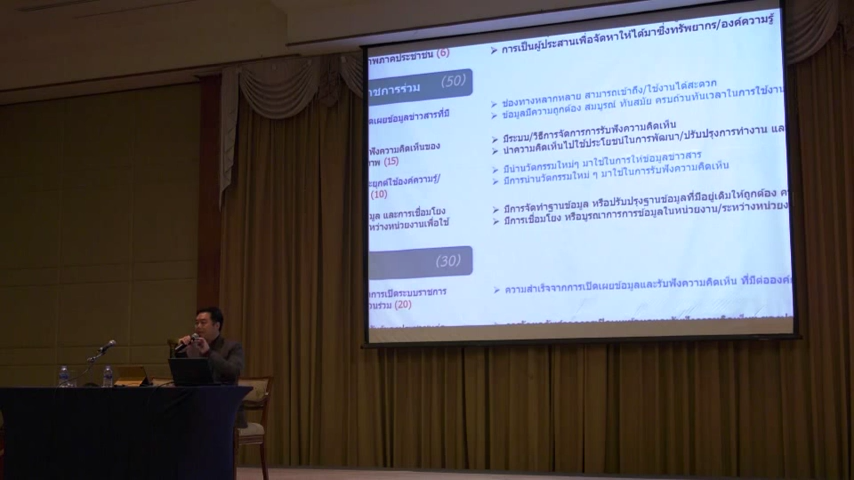 าพภาคประชาชน (6)
➢ การเป็นผู้ประสานเพื่อจัดหาให้ได้มาซึ่งทรัพยากร/องค์ความรู้
าชการร่วม (50)
ดเผยข้อมูลข่าวสารที่มี
➢ ช่องทางหลากหลาย สามารถเข้าถึง/ใช้งานได้สะดวก
➢ ข้อมูลมีความถูกต้อง สมบูรณ์ ทันสมัย ครบถ้วนทันเวลาในการใช้งาน
ฟังความคิดเห็นของ
าพ (15)
➢ มีระบบ/วิธีการจัดการการรับฟังความคิดเห็น
➢ นำความคิดเห็นไปใช้ประโยชน์ในการพัฒนา/ปรับปรุงการทำงาน และ
ะยุกต์ใช้องค์ความรู้/
(10)
➢ มีนำนวัตกรรมใหม่ๆ มาใช้ในการให้ข้อมูลข่าวสาร
➢ มีการนำนวัตกรรมใหม่ ๆ มาใช้ในการรับฟังความคิดเห็น
มูล และการเชื่อมโยง
หว่างหน่วยงานเพื่อใช้
➢ มีการจัดทำฐานข้อมูล หรือปรับปรุงฐานข้อมูลที่มีอยู่เดิมให้ถูกต้อง ค
➢ มีการเชื่อมโยง หรือบูรณาการการข้อมูลในหน่วยงาน/ระหว่างหน่วยง
(30)
การเปิดระบบราชการ
วนร่วม (20)
➢ ความสำเร็จจากการเปิดเผยข้อมูลและรับฟังความคิดเห็น ที่มีต่อองค์